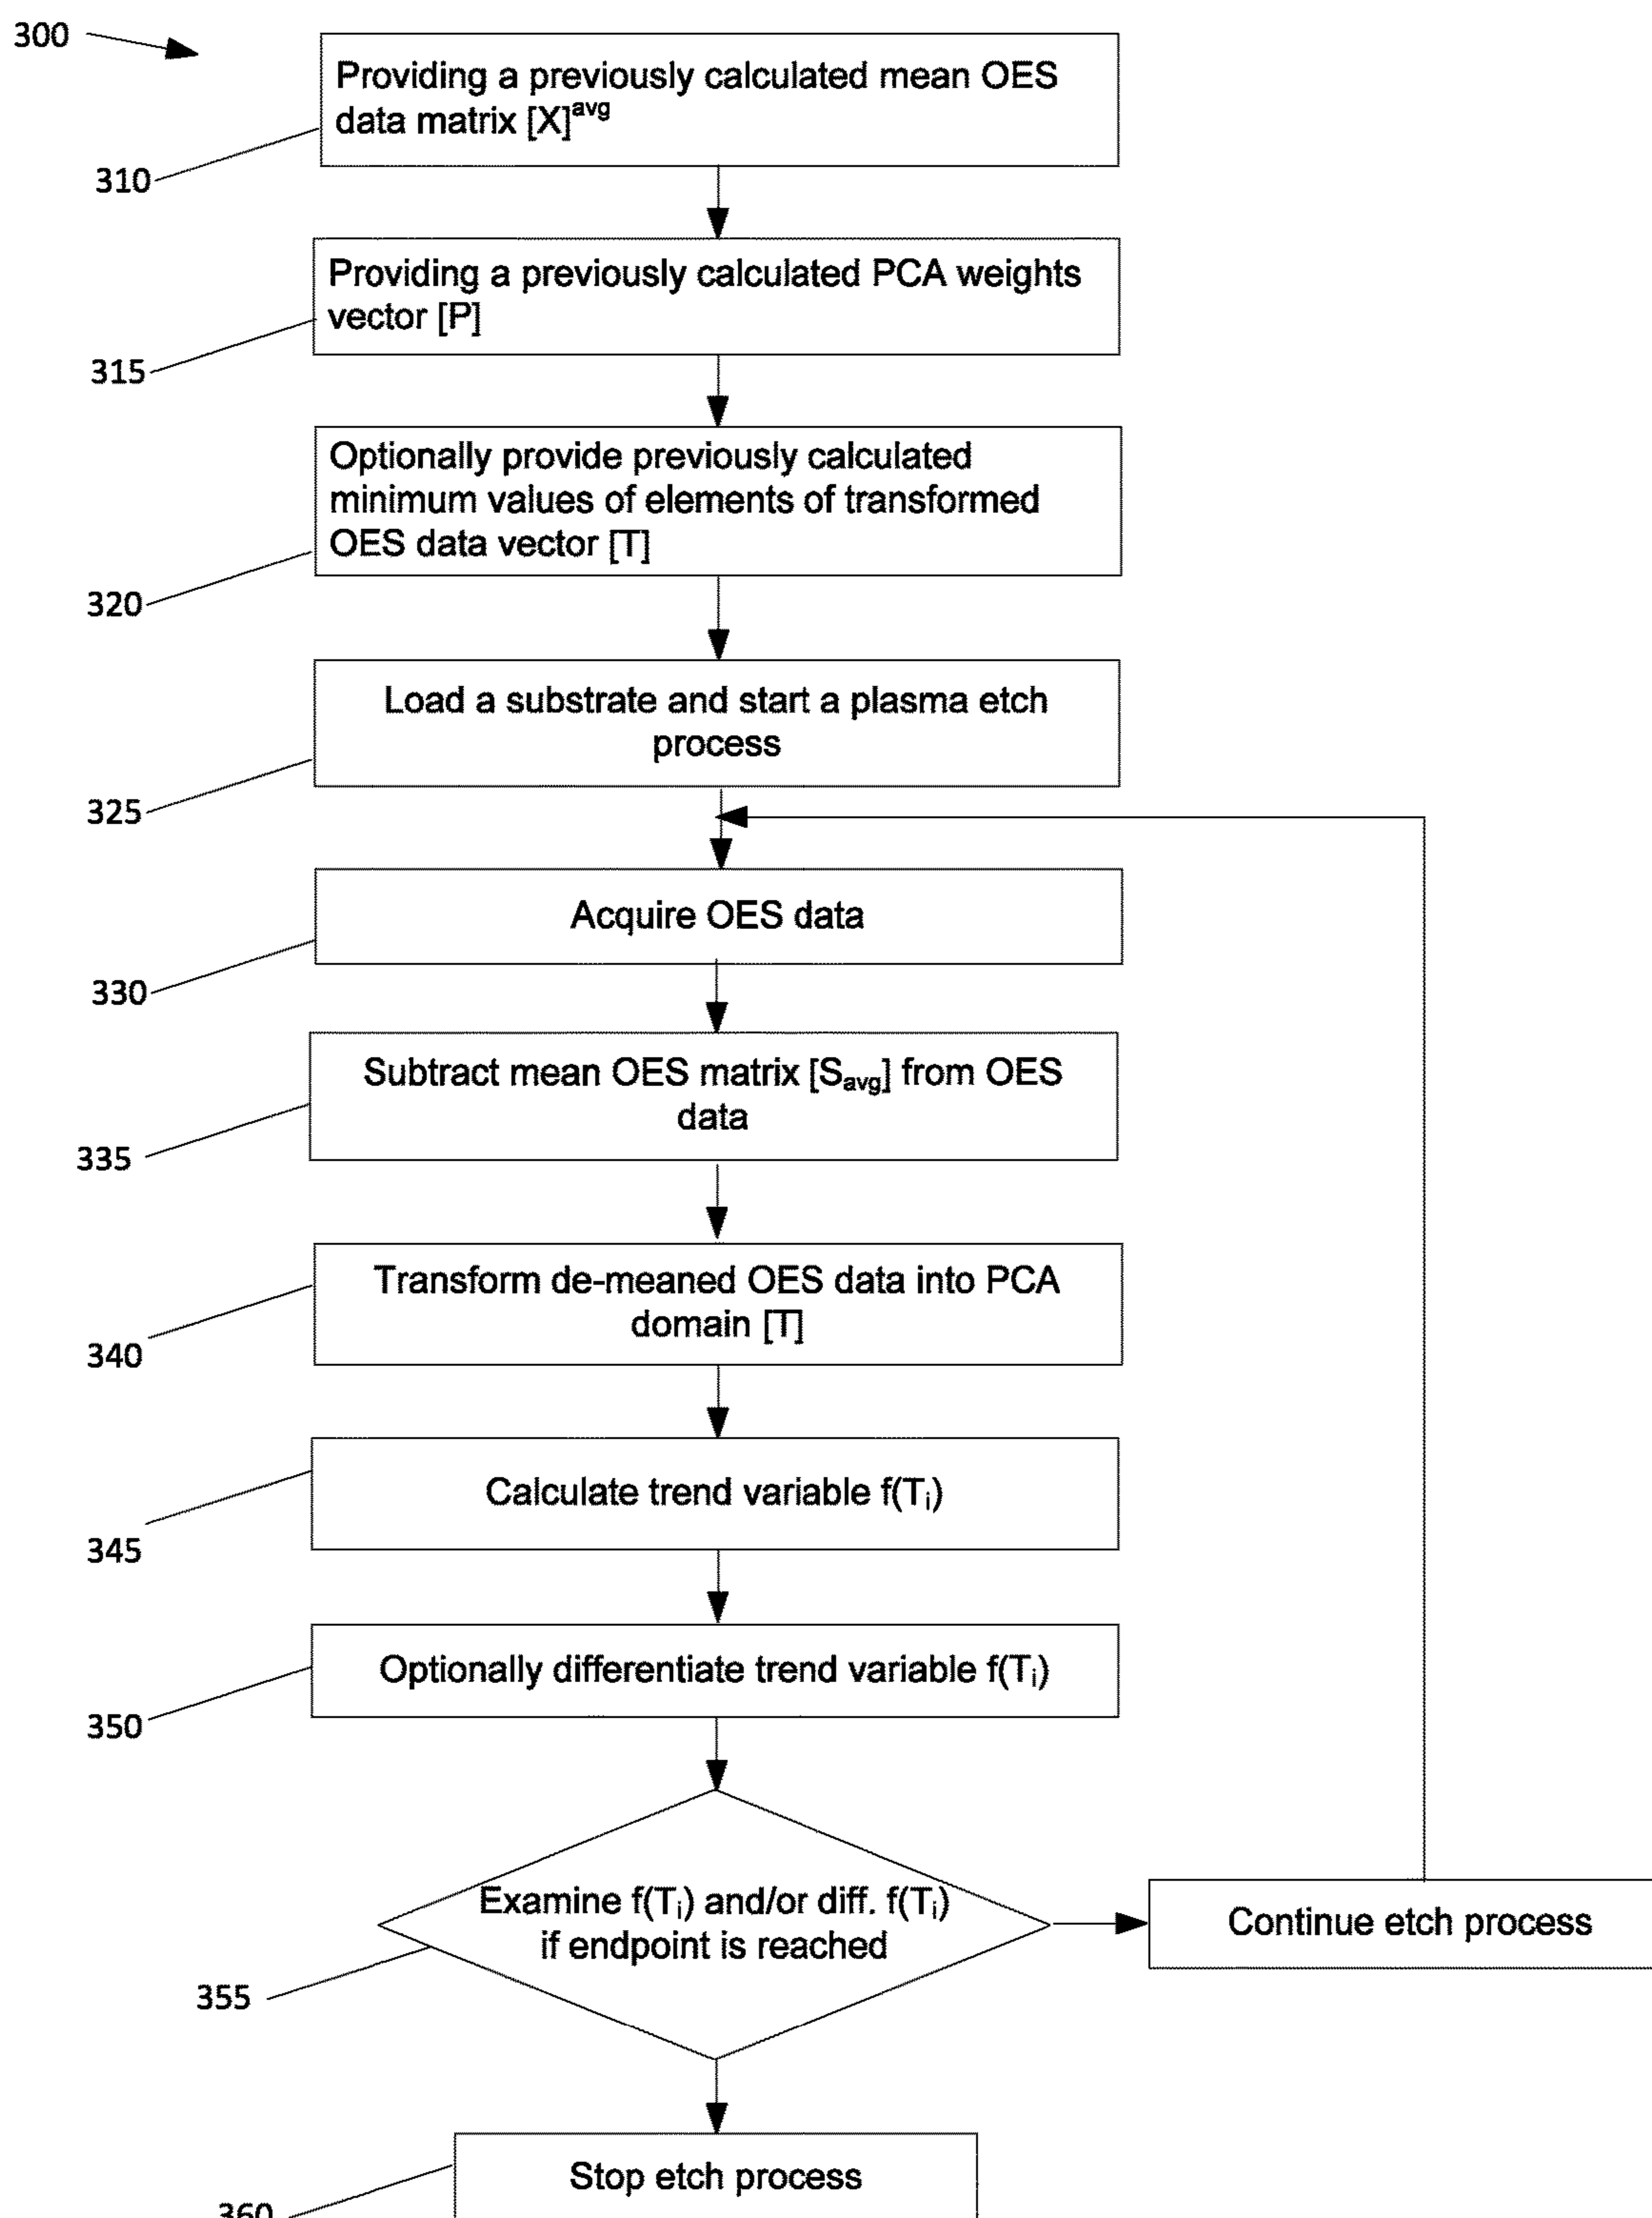 300
Providing a previously calculated mean OES
data matrix [X]avg
310
Providing a previously calculated PCA weights
vector [P]
315
Optionally provide previously calculated
minimum values of elements of transformed
OES data vector [T]
320
Load a substrate and start a plasma etch
process
325
Acquire OES data
330
Subtract mean OES matrix [Savg] from OES
data
335
Transform de-meaned OES data into PCA
domain [T]
340
Calculate trend variable f(Ti)
345
Optionally differentiate trend variable f(Ti)
350
Examine f(Ti) and/or diff. f(Ti)
if endpoint is reached
Continue etch process
355
Stop etch process
360